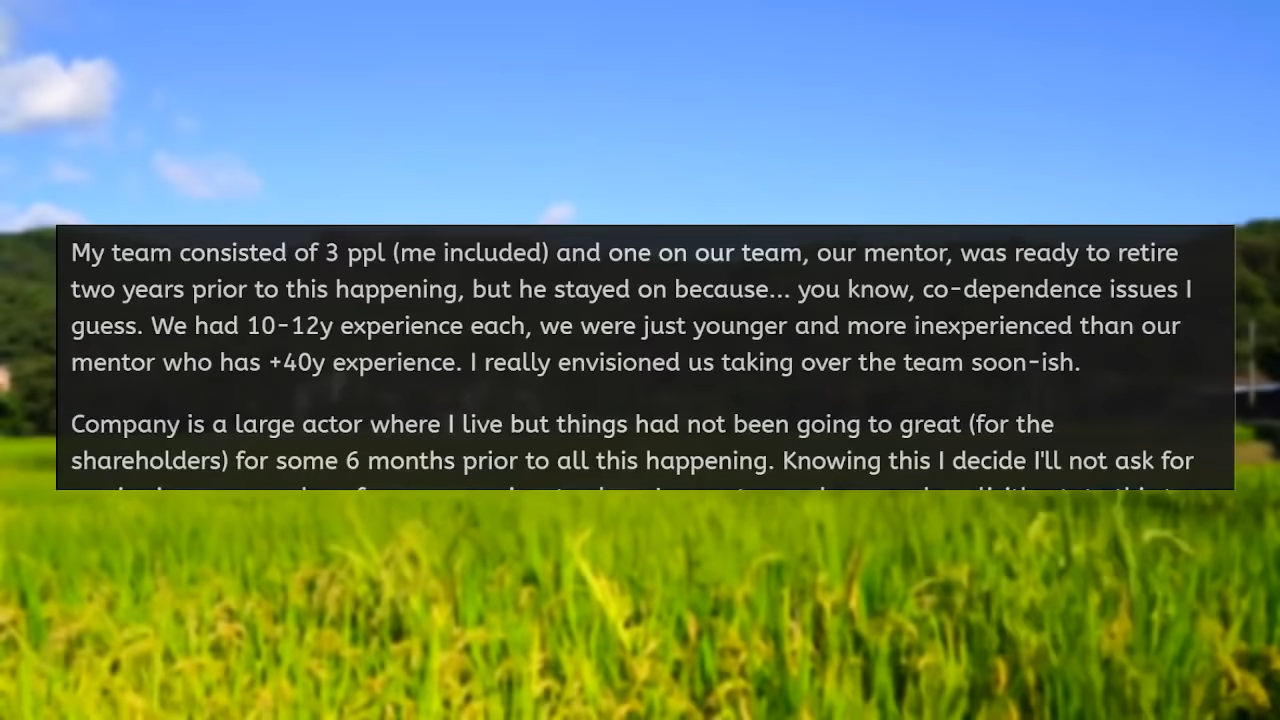 My team consisted of 3 ppl (me included) and one on our team, our mentor, was ready to retire
two years prior to this happening, but he stayed on because... you know, co-dependence issues I
guess. We had 10-12y experience each, we were just younger and more inexperienced than our
mentor who has +40y experience. I really envisioned us taking over the team soon-ish.
Company is a large actor where I live but things had not been going to great (for the
shareholders) for some 6 months prior to all this happening. Knowing this I decide I'll not ask for